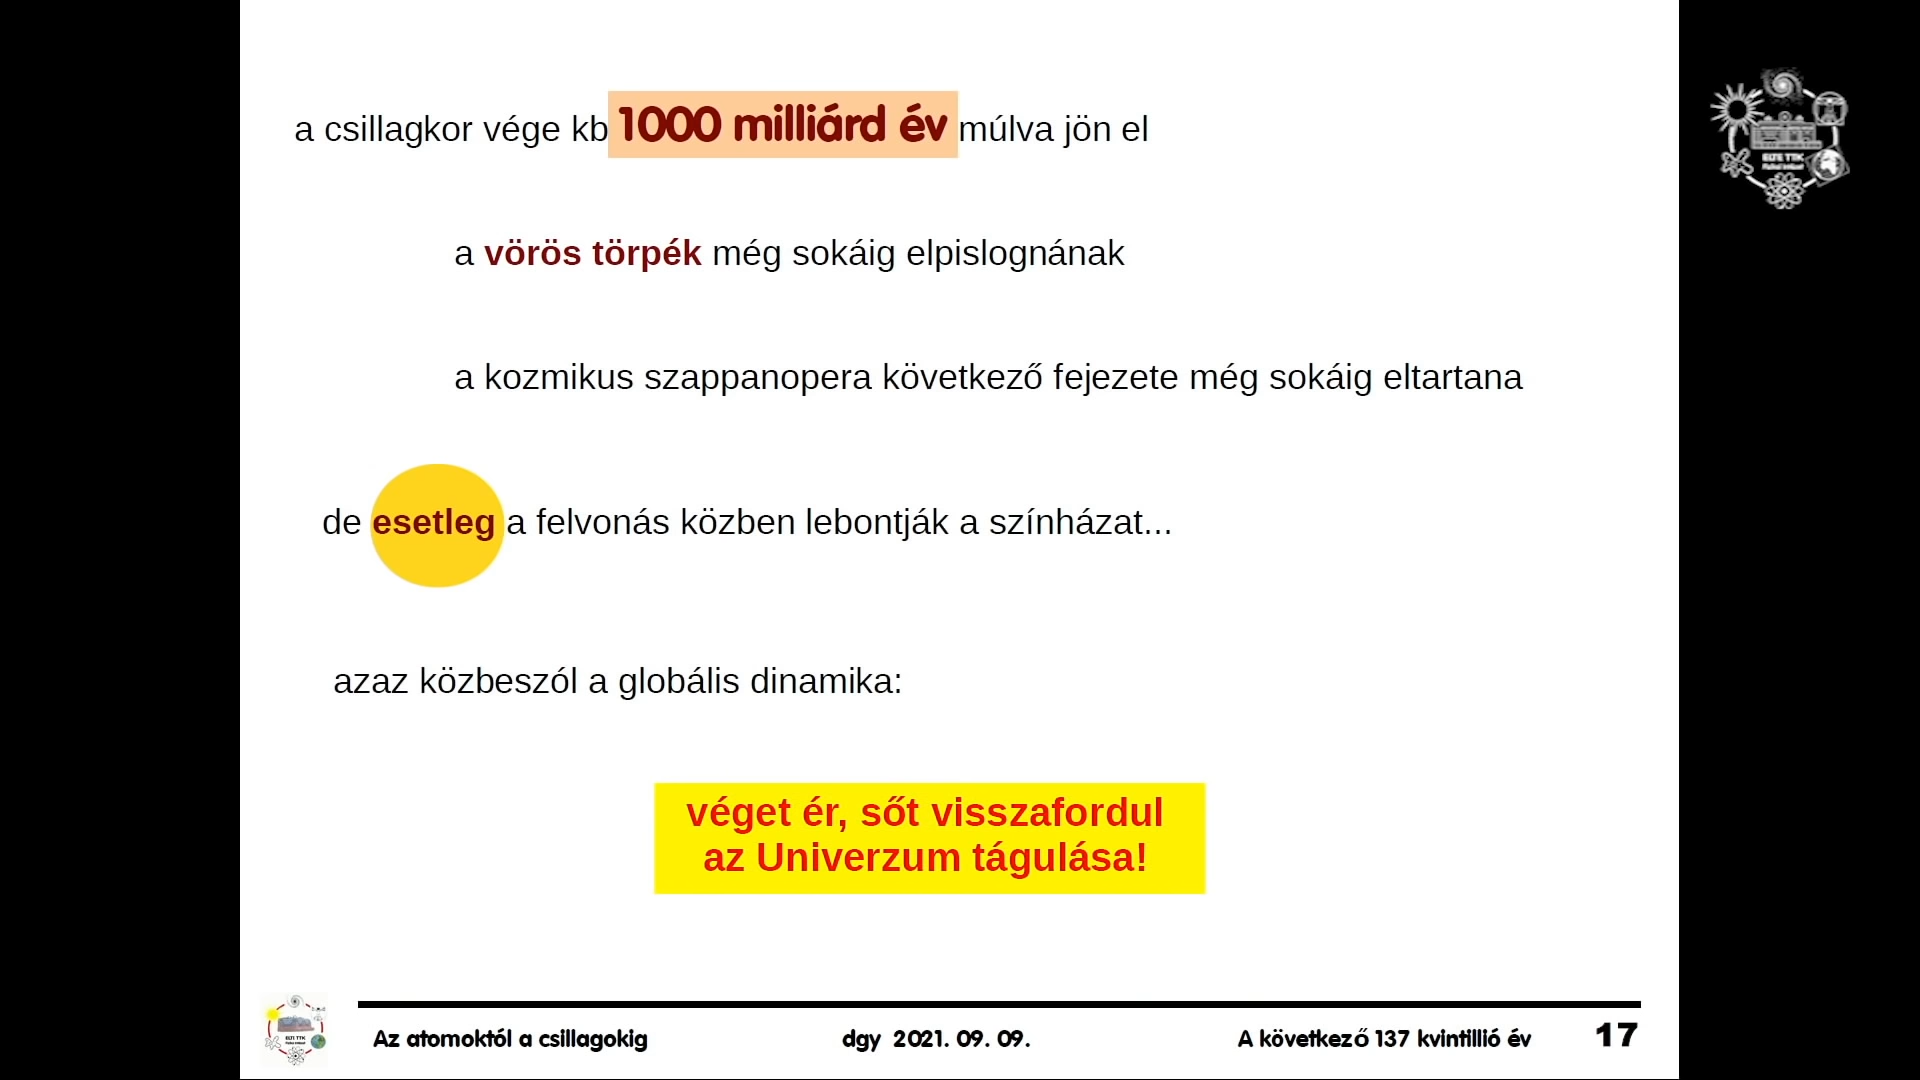 a csillagkor vége kb 1000 milliárd év múlva jön el
a vörös törpék még sokáig elpislognának
a kozmikus szappanopera következő fejezete még sokáig eltartana
de esetleg a felvonás közben lebontják a színházat...
azaz közbeszól a globális dinamika:
véget ér, sőt visszafordul
az Univerzum tágulása!
Az atomoktól a csillagokig dgy 2021. 09. 09. A következő 137 kvintillió év 17
ELTE TTK